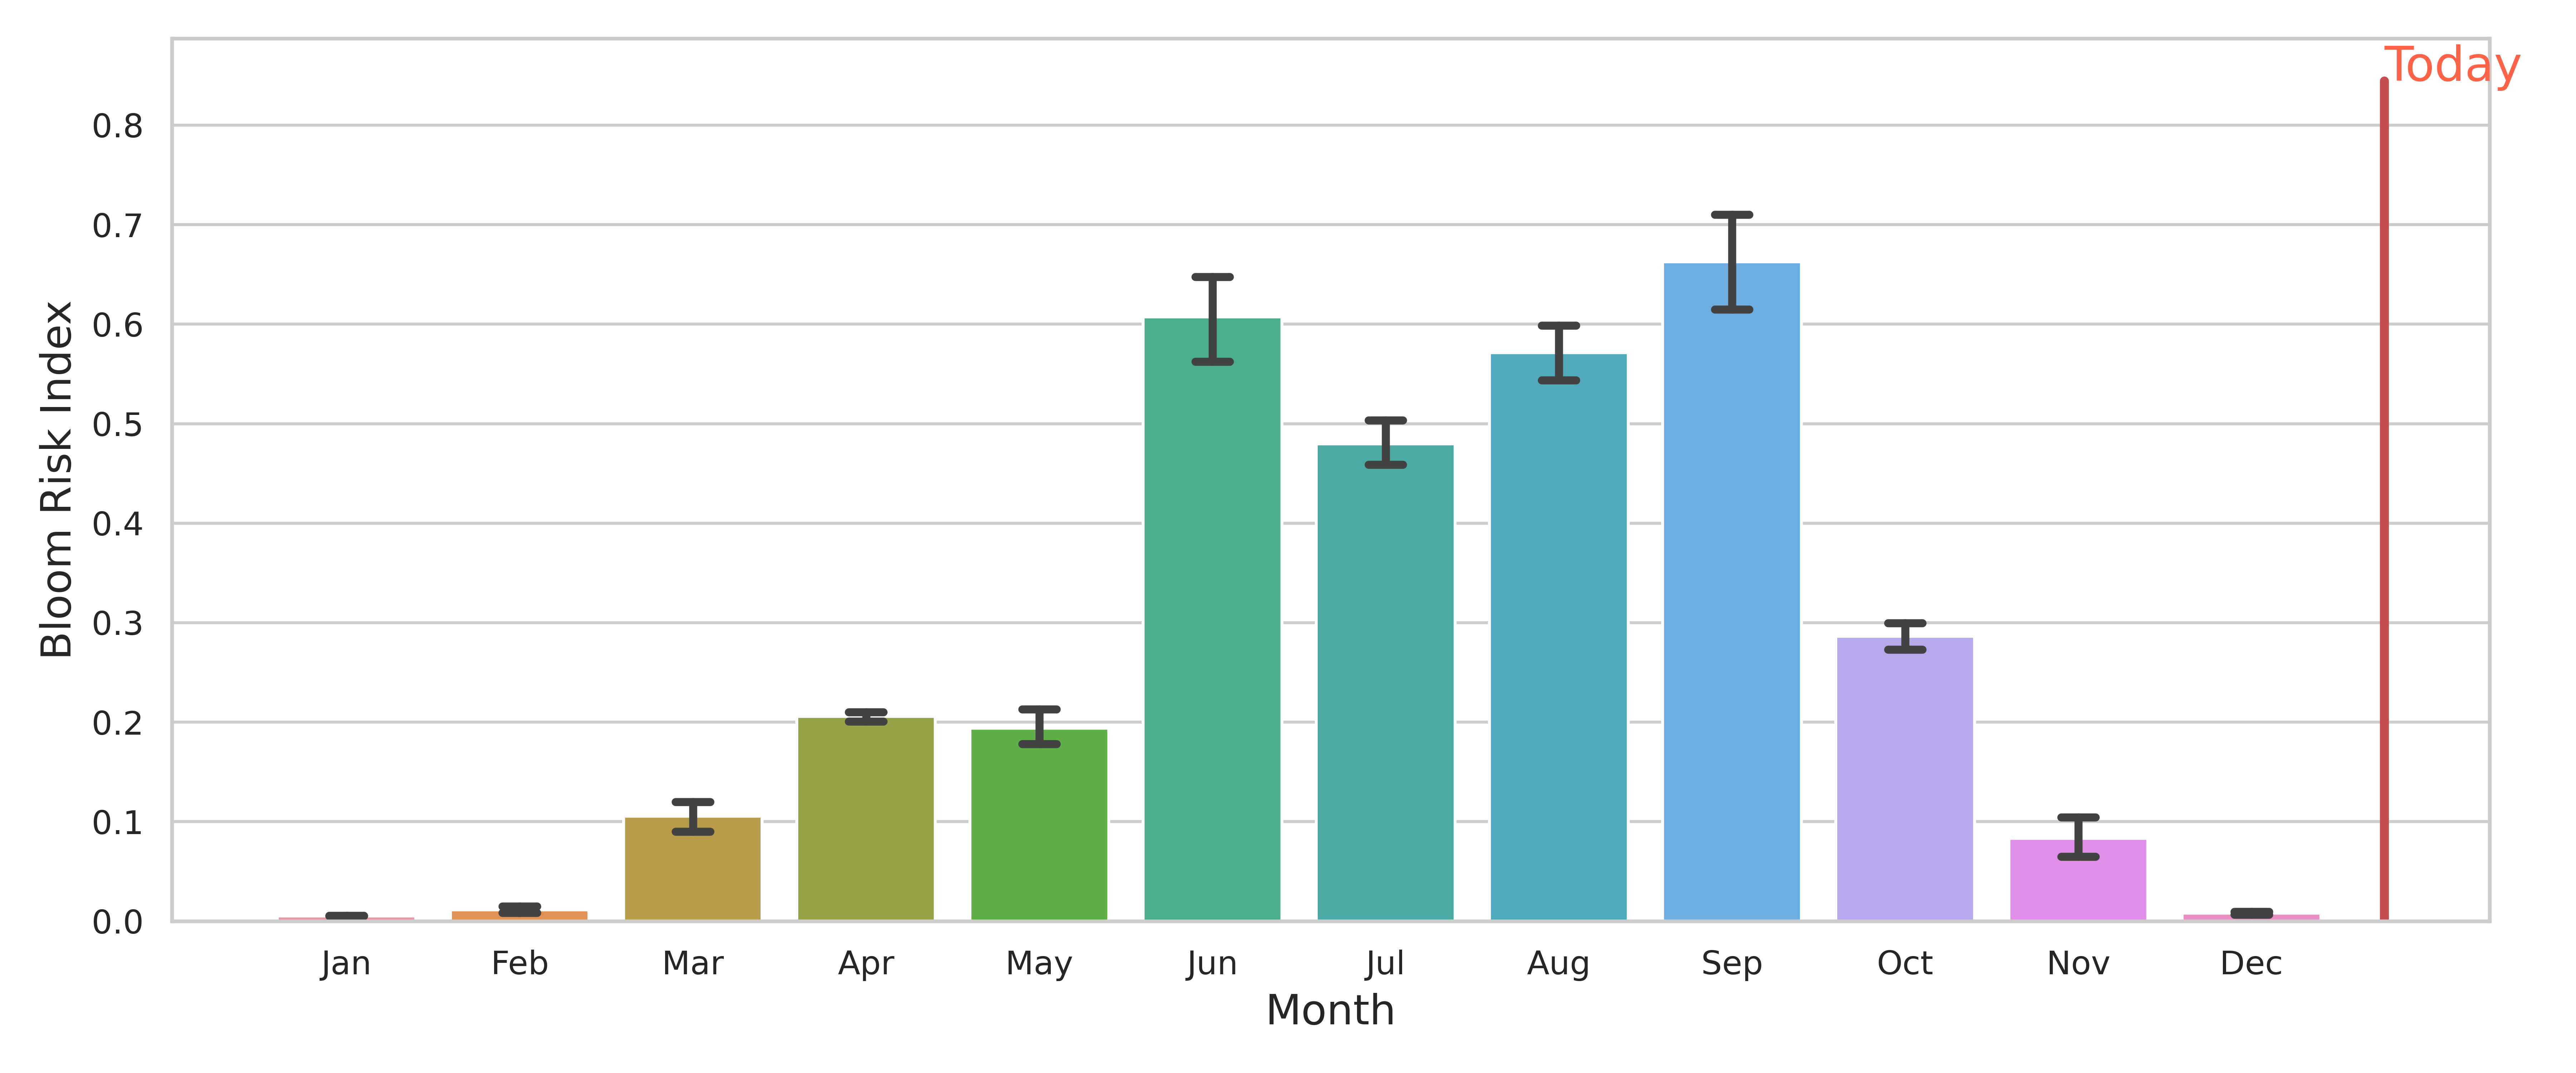 Today
Bloom Risk Index
0.8
0.7
0.6
0.5
0.4
0.3
0.2
0.1
0.0
Jan Feb Mar Apr May Jun Jul Aug Sep Oct Nov Dec
Month